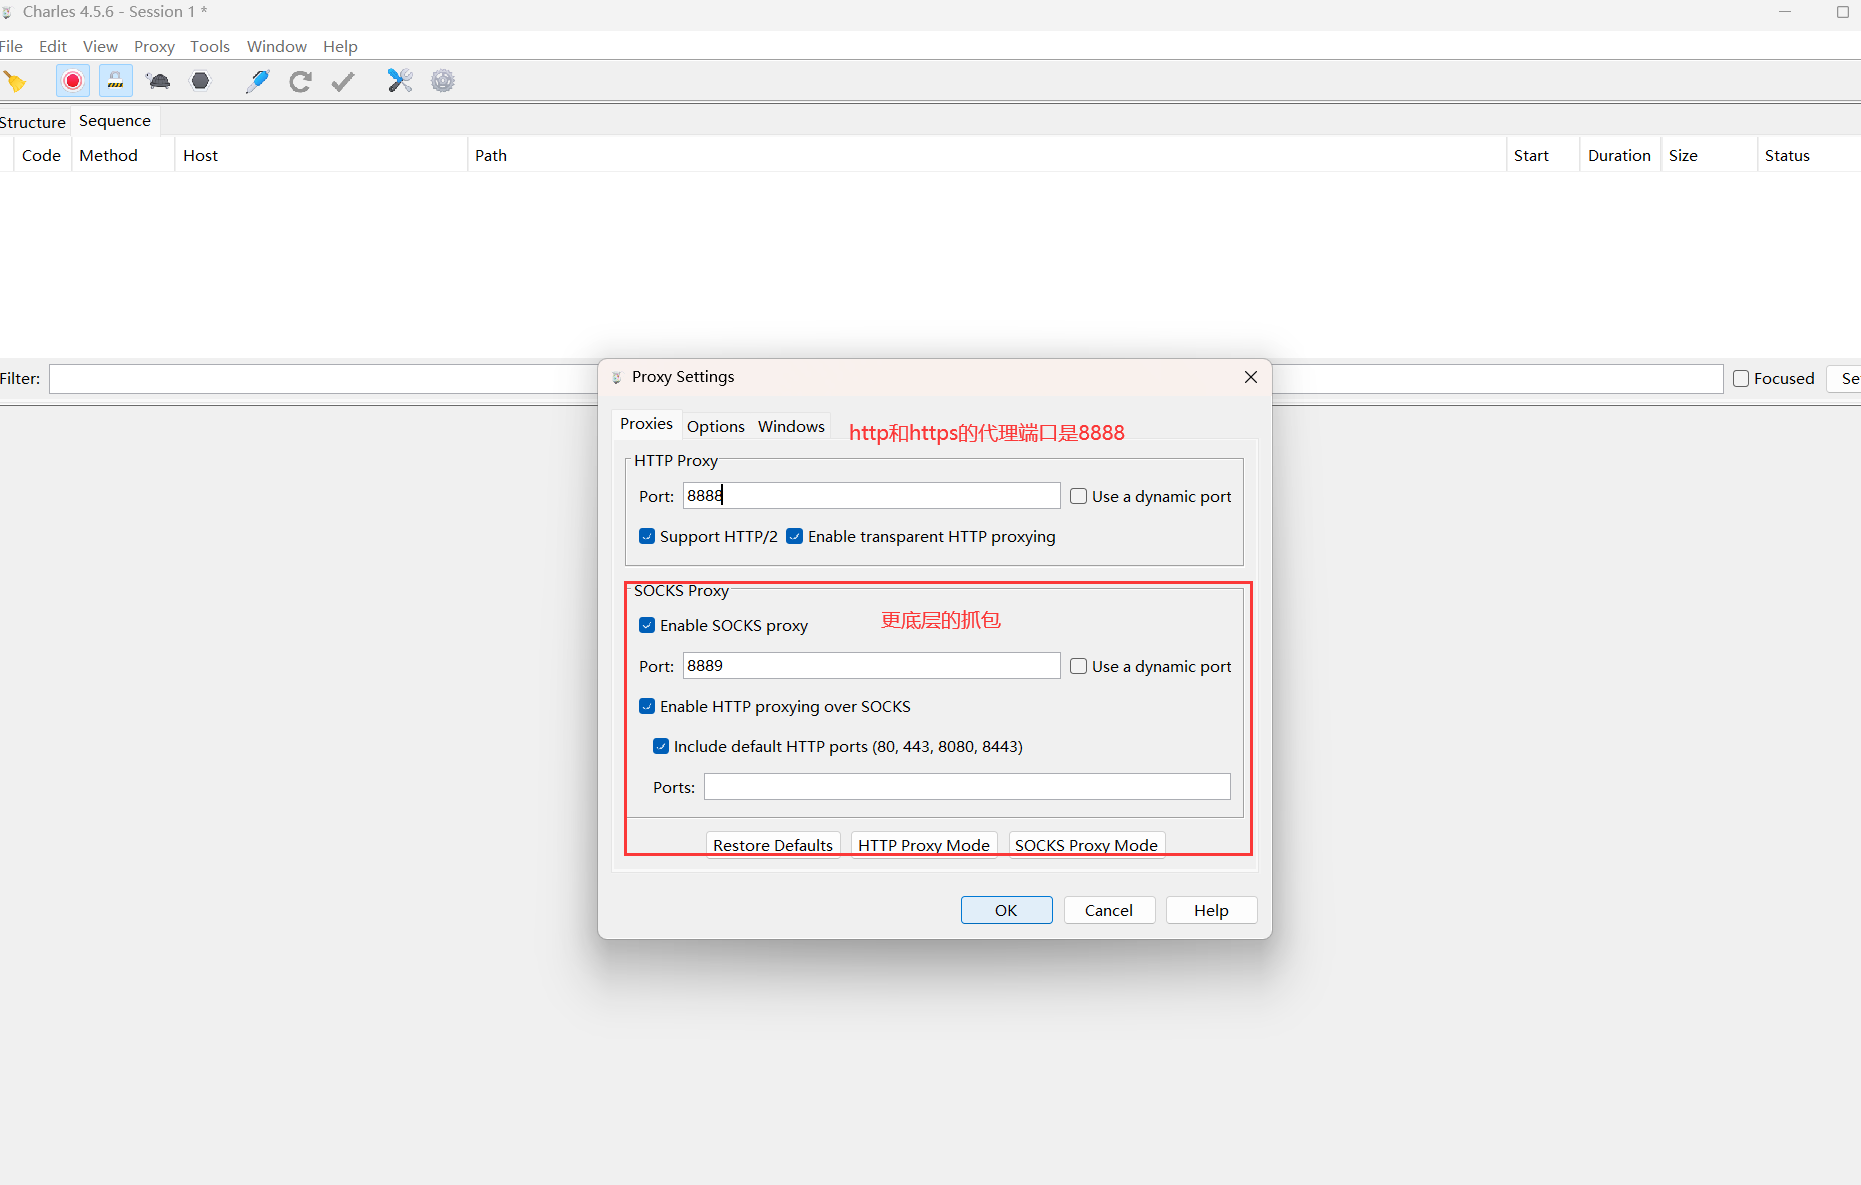 Charles 4.5.6 - Session 1 *
File Edit View Proxy Tools Window Help
Structure Sequence
Code Method Host Path Start Duration Size Status
Filter: Focused Se
Proxy Settings
Proxies Options Windows
http和https的代理端口是8888
HTTP Proxy
Port: 8888 Use a dynamic port
Support HTTP/2 Enable transparent HTTP proxying
SOCKS Proxy
更底层的抓包
Enable SOCKS proxy
Port: 8889 Use a dynamic port
Enable HTTP proxying over SOCKS
Include default HTTP ports (80, 443, 8080, 8443)
Ports:
Restore Defaults HTTP Proxy Mode SOCKS Proxy Mode
OK Cancel Help